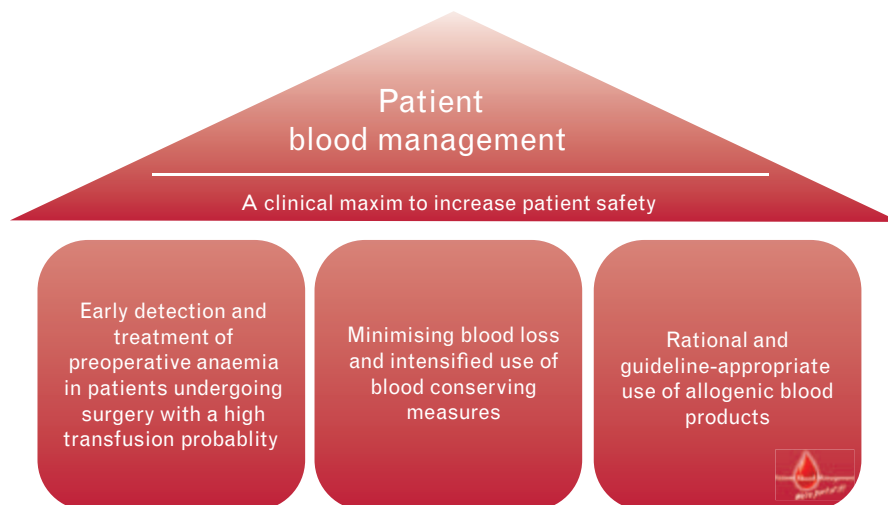 Patient
blood management
A clinical maxim to increase patient safety
Early detection and
treatment of
preoperative anaemia
in patients undergoing
surgery with a high
transfusion probablity
Minimising blood loss
and intensified use of
blood conserving
measures
Rational and
guideline-appropriate
use of allogenic blood
products